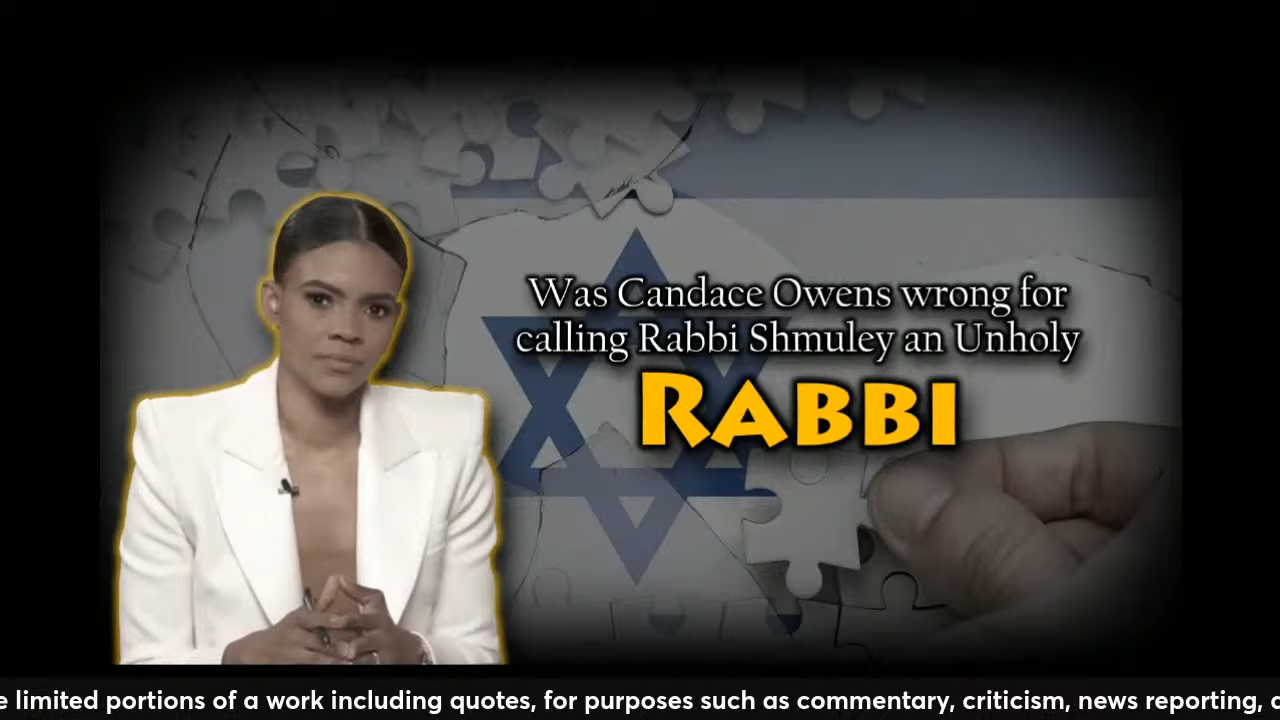 Was Candace Owens wrong for
calling Rabbi Shmuley an Unholy
RABBI
limited portions of a work including quotes, for purposes such as commentary, criticism, news reporting,